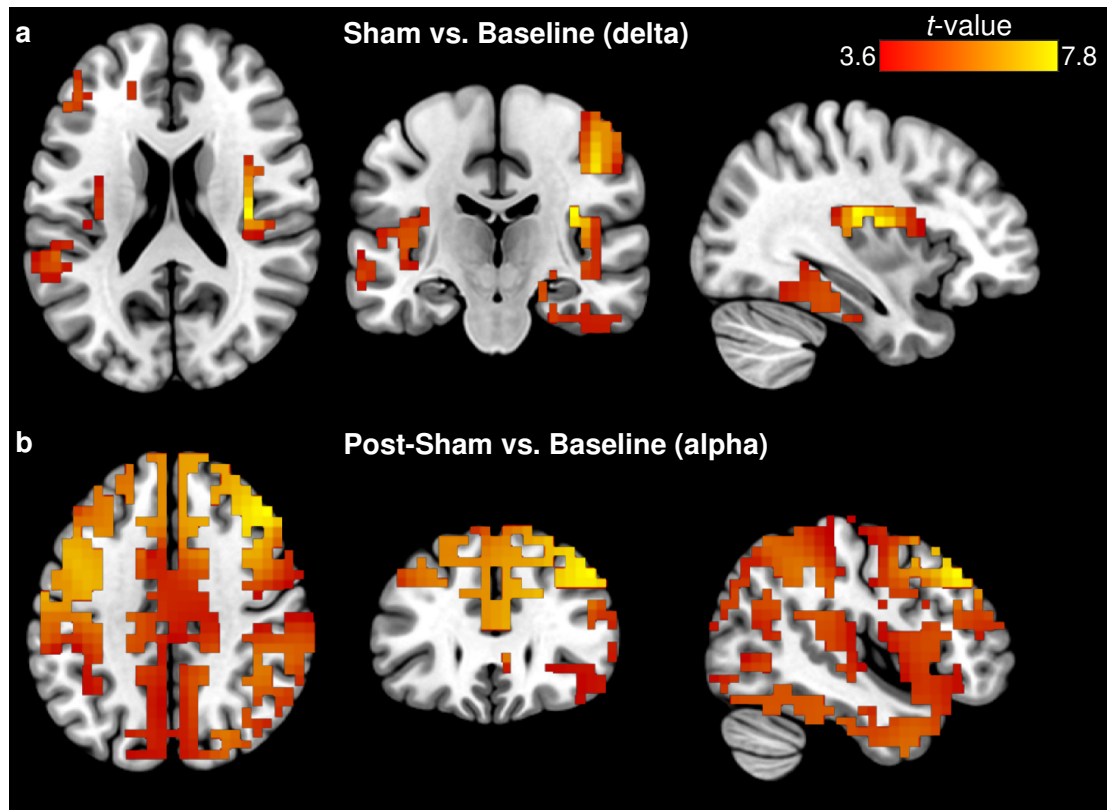 a
Sham vs. Baseline (delta)
t-value
3.6 7.8
b
Post-Sham vs. Baseline (alpha)